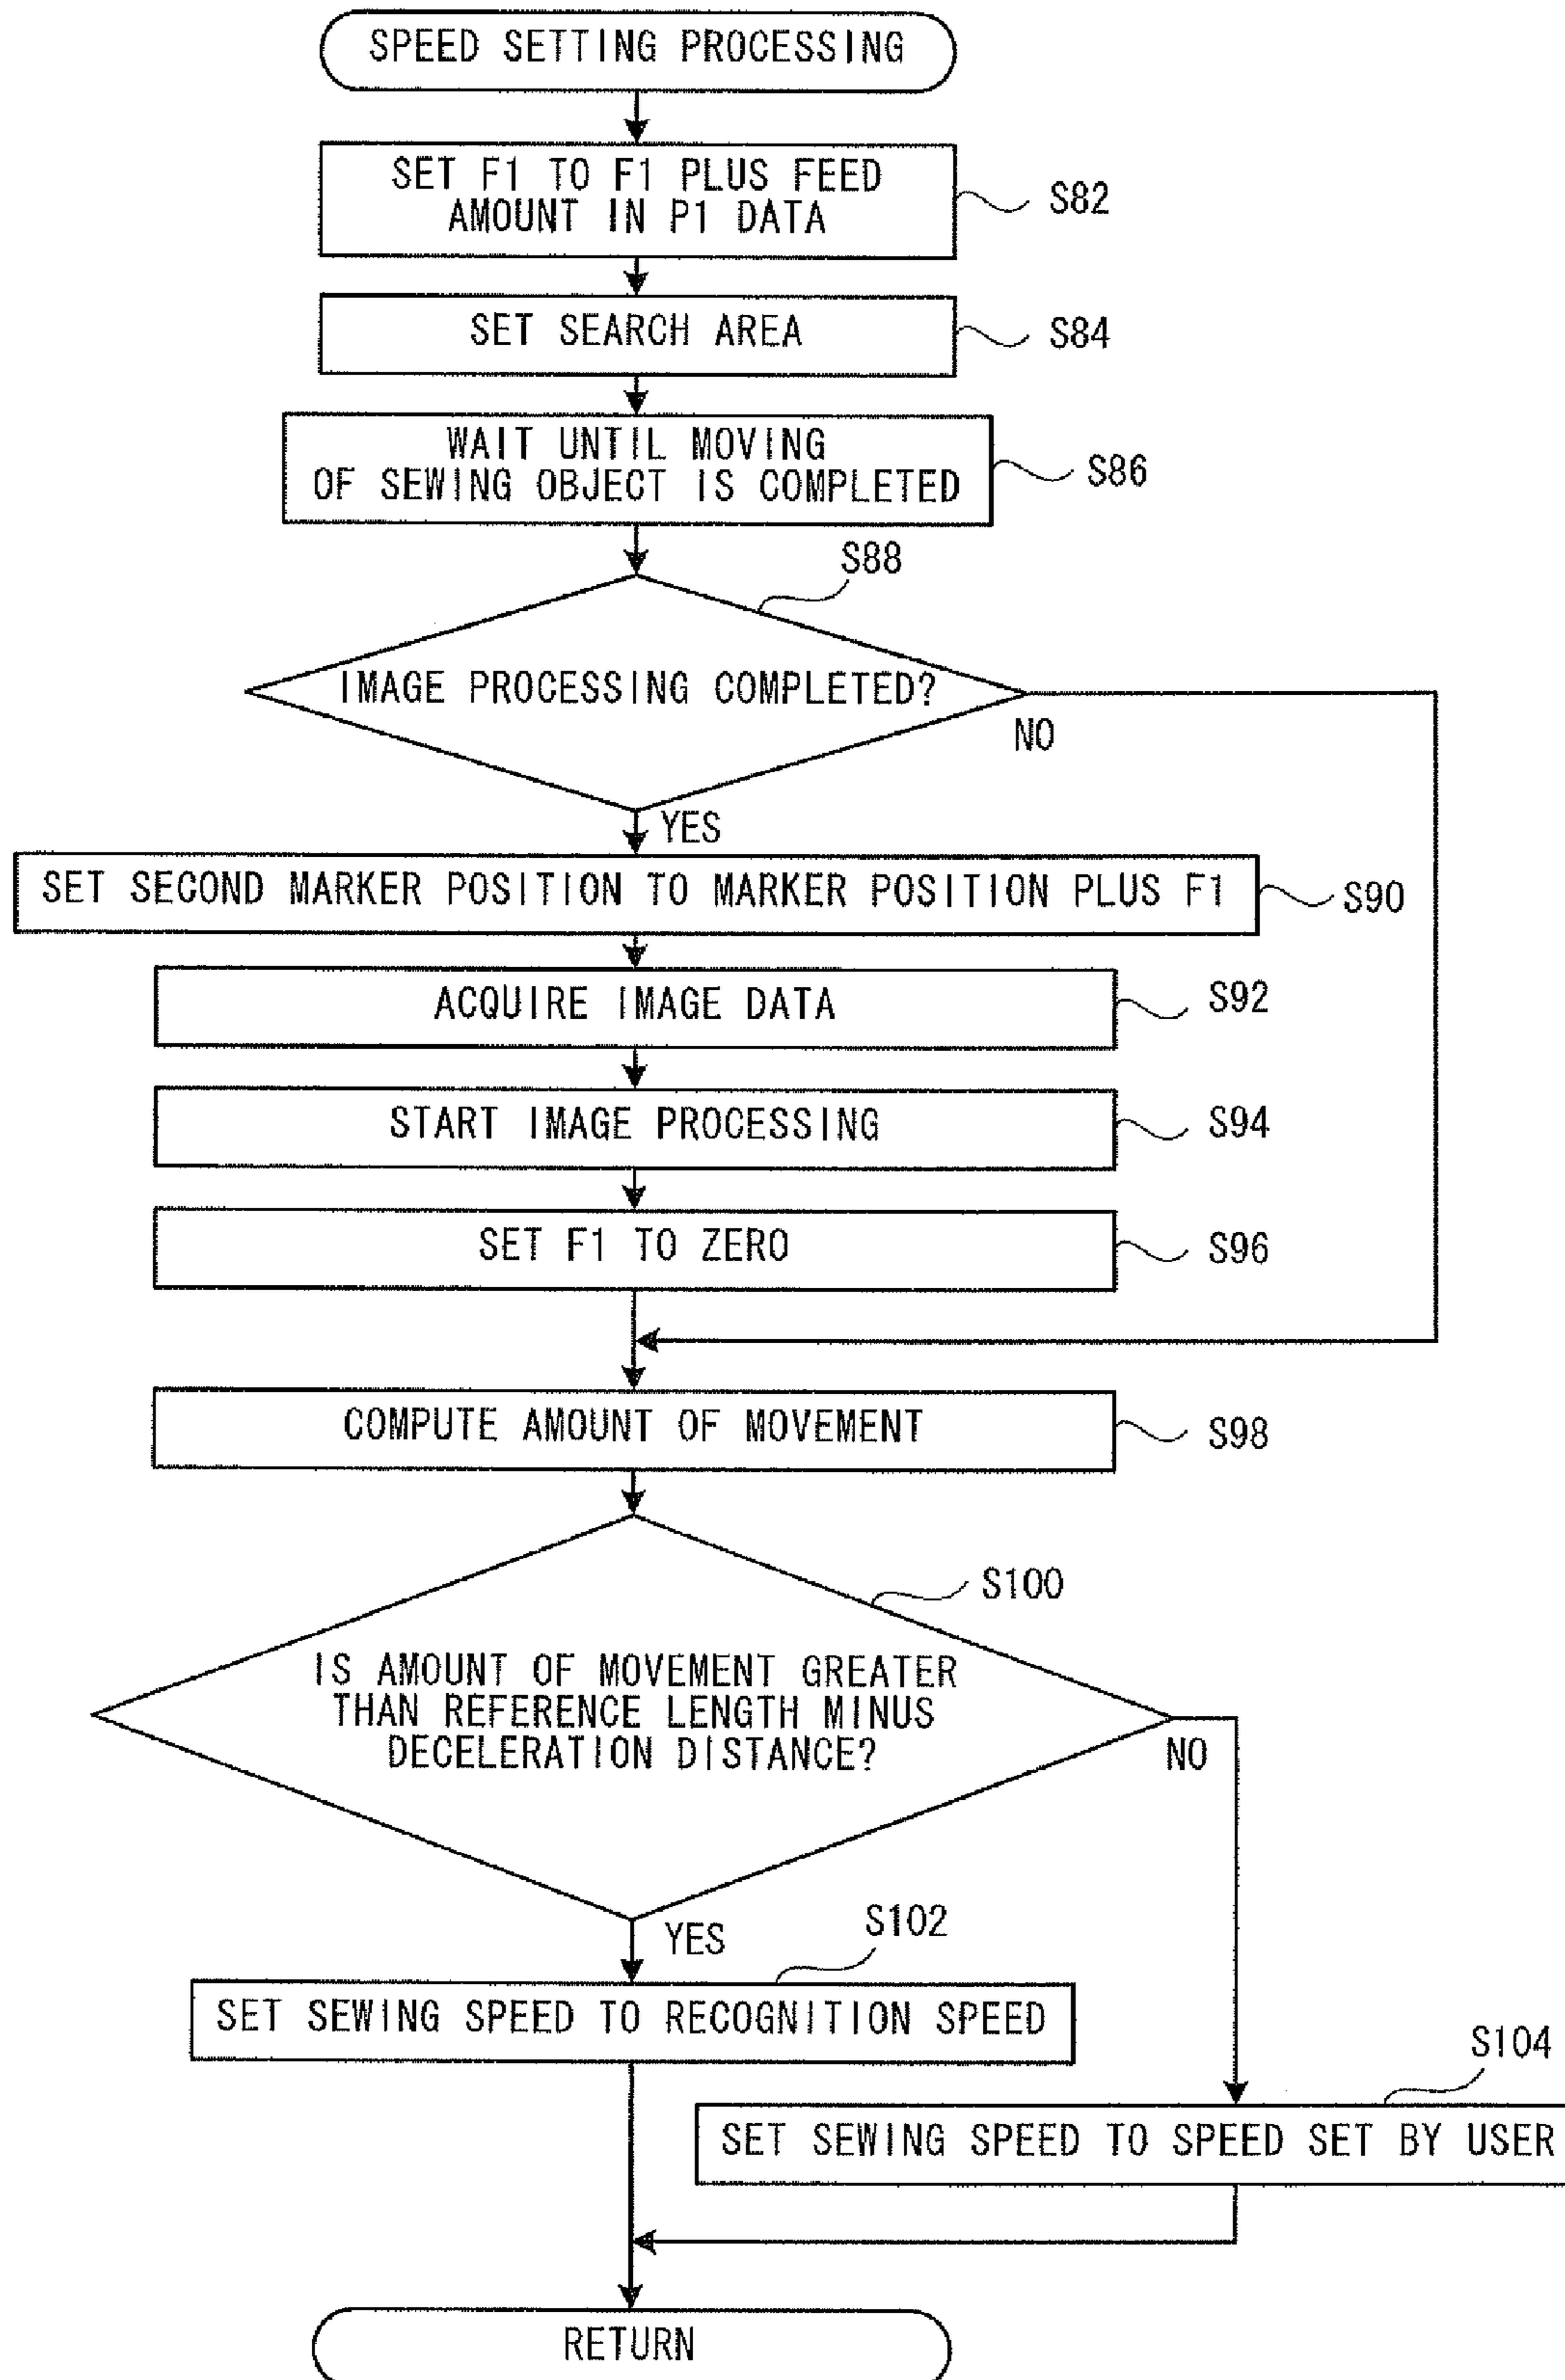 SPEED SETTING PROCESSING
SET F1 TO F1 PLUS FEED
AMOUNT IN P1 DATA
S82
SET SEARCH AREA
S84
WAIT UNTIL MOVING
OF SEWING OBJECT IS COMPLETED
S86
S88
IMAGE PROCESSING COMPLETED?
NO
YES
SET SECOND MARKER POSITION TO MARKER POSITION PLUS F1
S90
ACQUIRE IMAGE DATA
S92
START IMAGE PROCESSING
S94
SET F1 TO ZERO
S96
COMPUTE AMOUNT OF MOVEMENT
S98
S100
IS AMOUNT OF MOVEMENT GREATER
THAN REFERENCE LENGTH MINUS
DECELERATION DISTANCE?
NO
YES
S102
SET SEWING SPEED TO RECOGNITION SPEED
S104
SET SEWING SPEED TO SPEED SET BY USER
RETURN